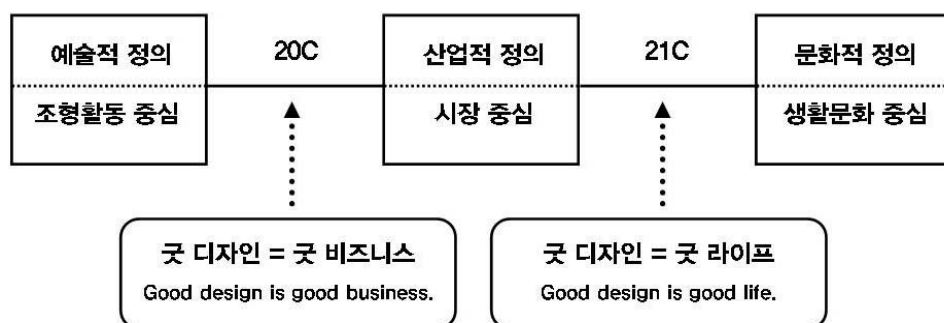 예술적 정의
조형활동 중심
20C
산업적 정의
시장 중심
21C
문화적 정의
생활문화 중심
굿 디자인 = 굿 비즈니스
Good design is good business.
굿 디자인 = 굿 라이프
Good design is good life.